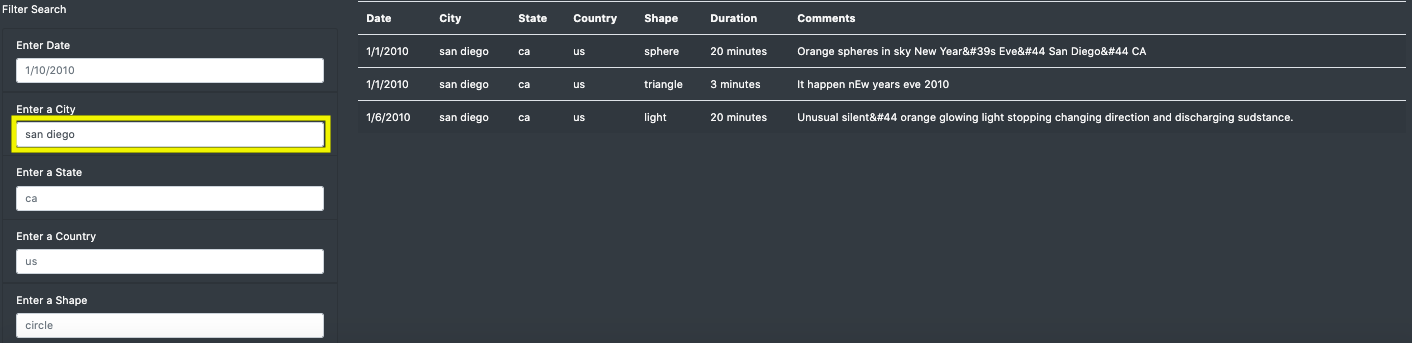 Filter Search
Enter Date
1/10/2010
Enter a City
san diego
Enter a State
ca
Enter a Country
us
Enter a Shape
circle
Date City State Country Shape Duration Comments
1/1/2010 san diego ca us sphere 20 minutes Orange spheres in sky New Year&#39s Eve&#44 San Diego&#44 CA
1/1/2010 san diego ca us triangle 3 minutes It happen nEw years eve 2010
1/6/2010 san diego ca us light 20 minutes Unusual silent&#44 orange glowing light stopping changing direction and discharging sudstance.